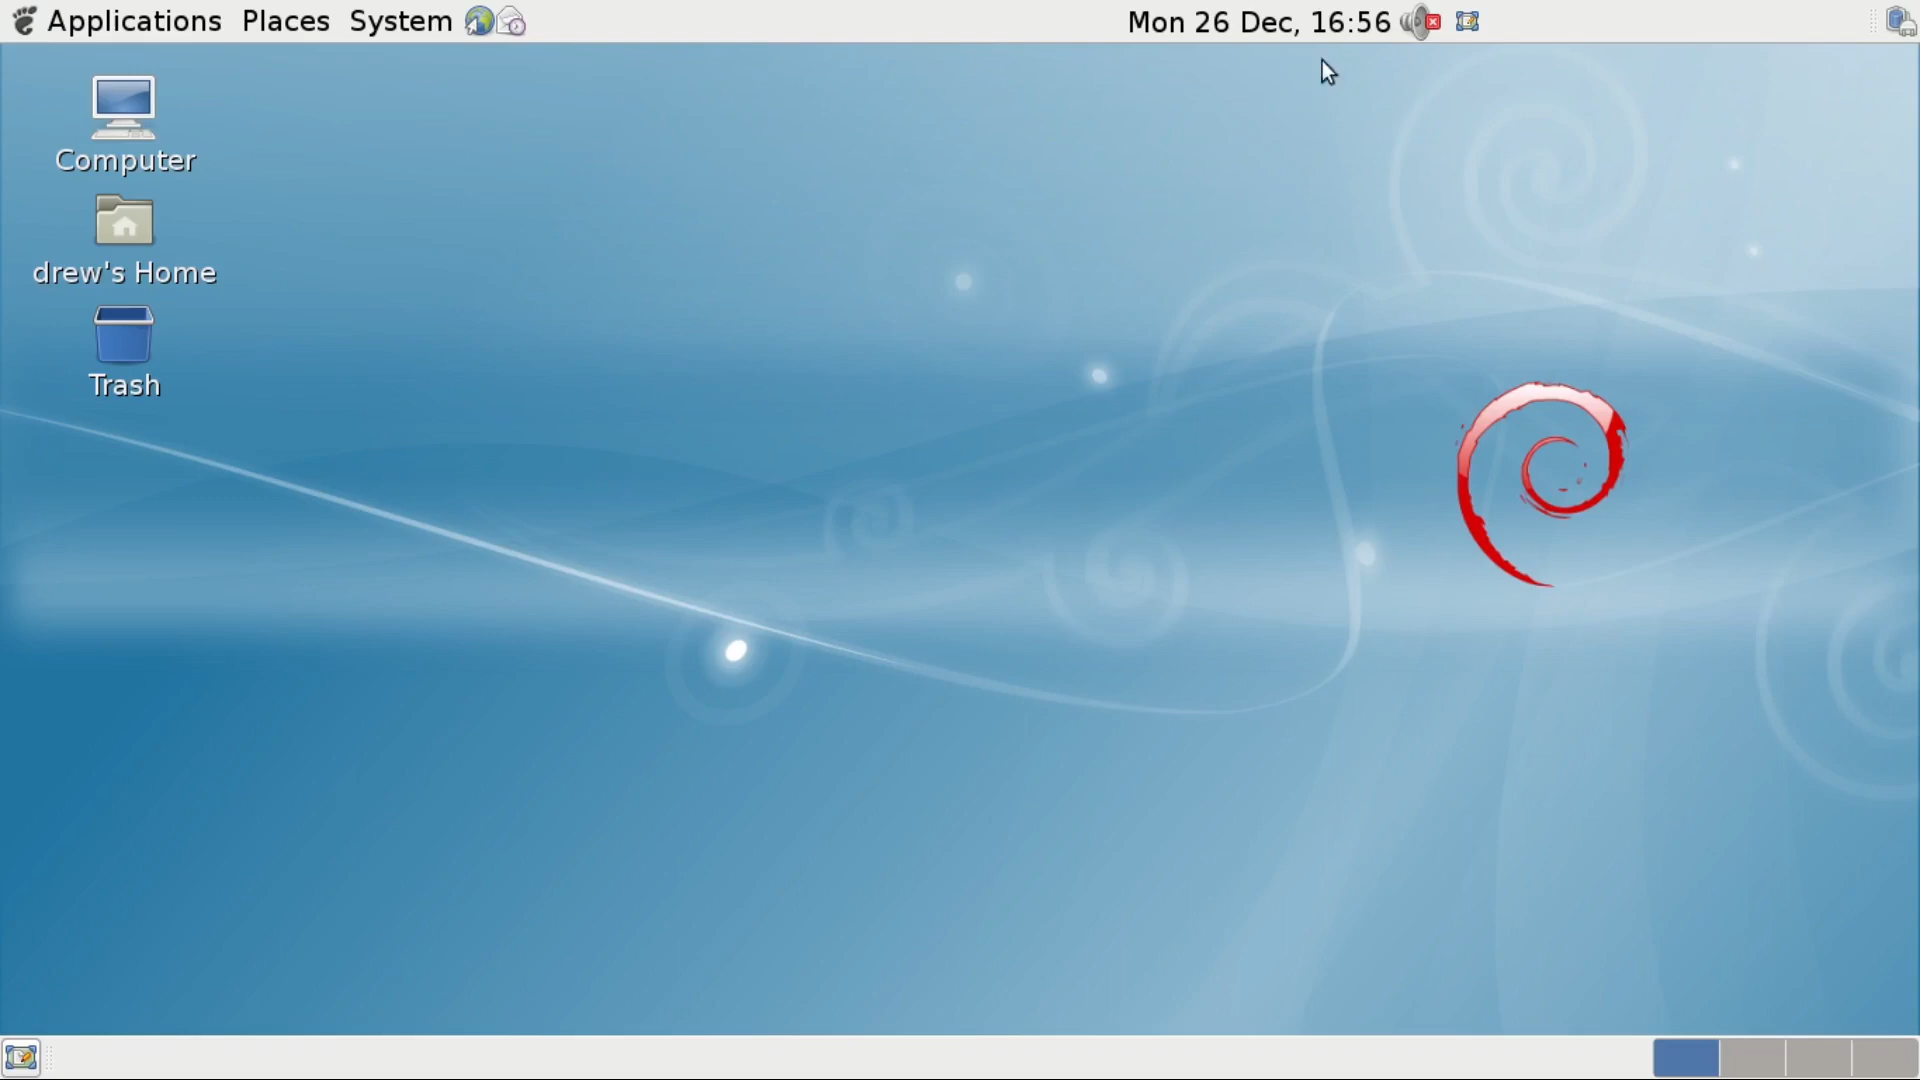 Applications Places System Mon 26 Dec, 16:56
Computer
drew's Home
Trash